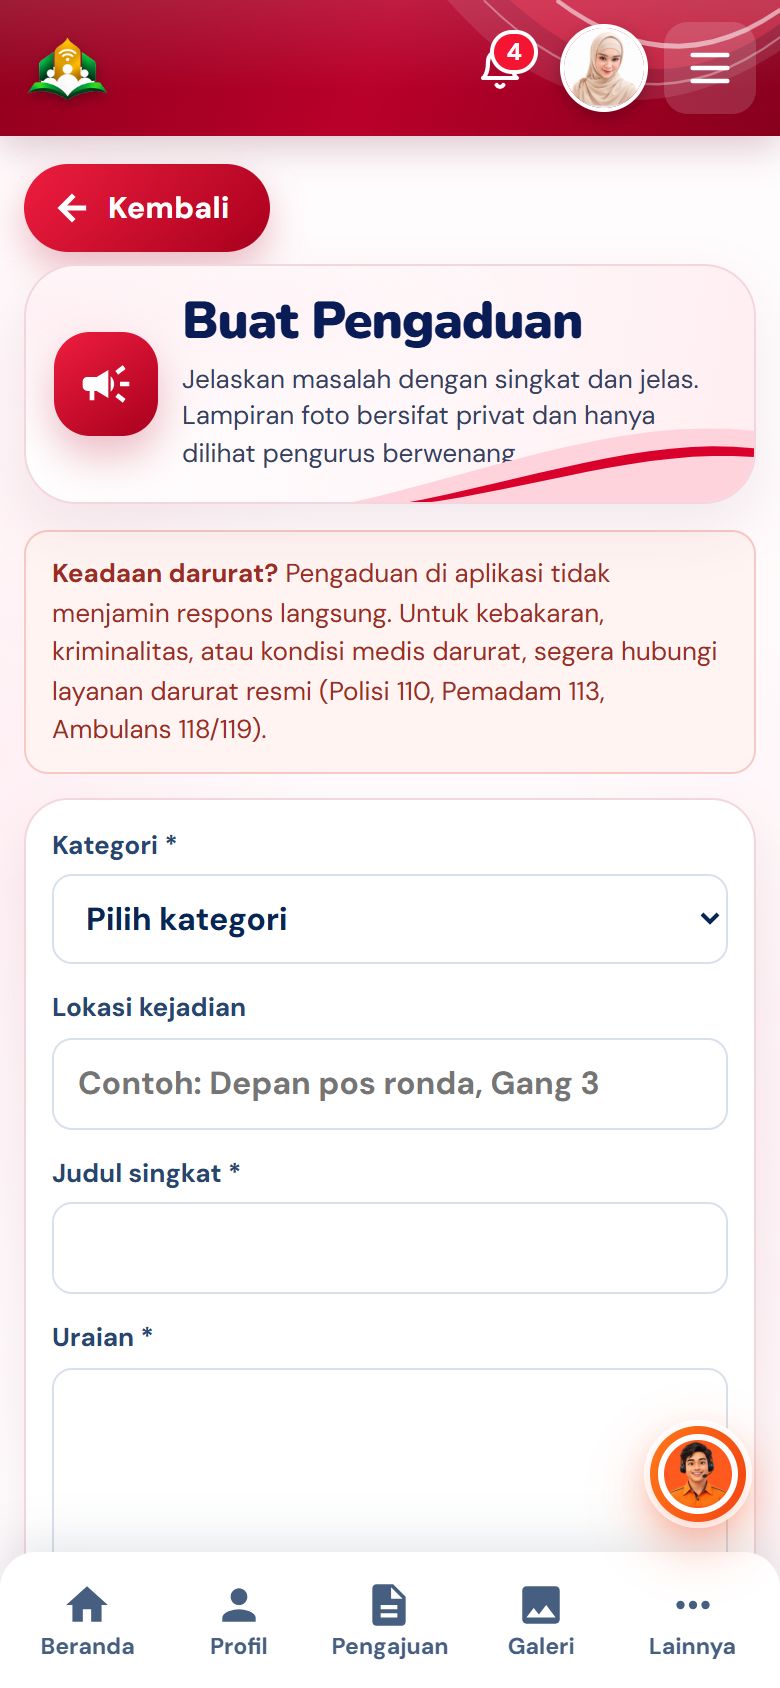 4
Kembali
Buat Pengaduan
Jelaskan masalah dengan singkat dan jelas.
Lampiran foto bersifat privat dan hanya
dilihat pengurus berwenang
Keadaan darurat? Pengaduan di aplikasi tidak
menjamin respons langsung. Untuk kebakaran,
kriminalitas, atau kondisi medis darurat, segera hubungi
layanan darurat resmi (Polisi 110, Pemadam 113,
Ambulans 118/119).
Kategori *
Pilih kategori
Lokasi kejadian
Contoh: Depan pos ronda, Gang 3
Judul singkat *
Uraian *
Beranda
Profil
Pengajuan
Galeri
Lainnya